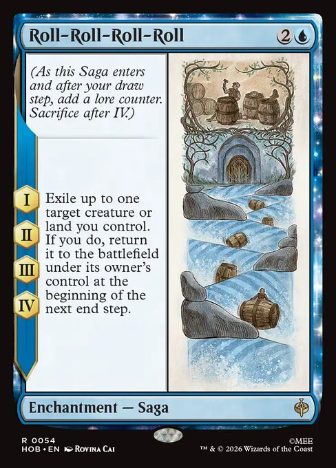 Roll-Roll-Roll-Roll 2
(As this Saga enters
and after your draw
step, add a lore counter.
Sacrifice after IV.)
I
II
III
IV
Exile up to one
target creature or
land you control.
If you do, return
it to the battlefield
under its owner's
control at the
beginning of the
next end step.
Enchantment — Saga
R 0054
HOB • EN Rovina Cai
©MEE
™ & © 2026 Wizards of the Coast